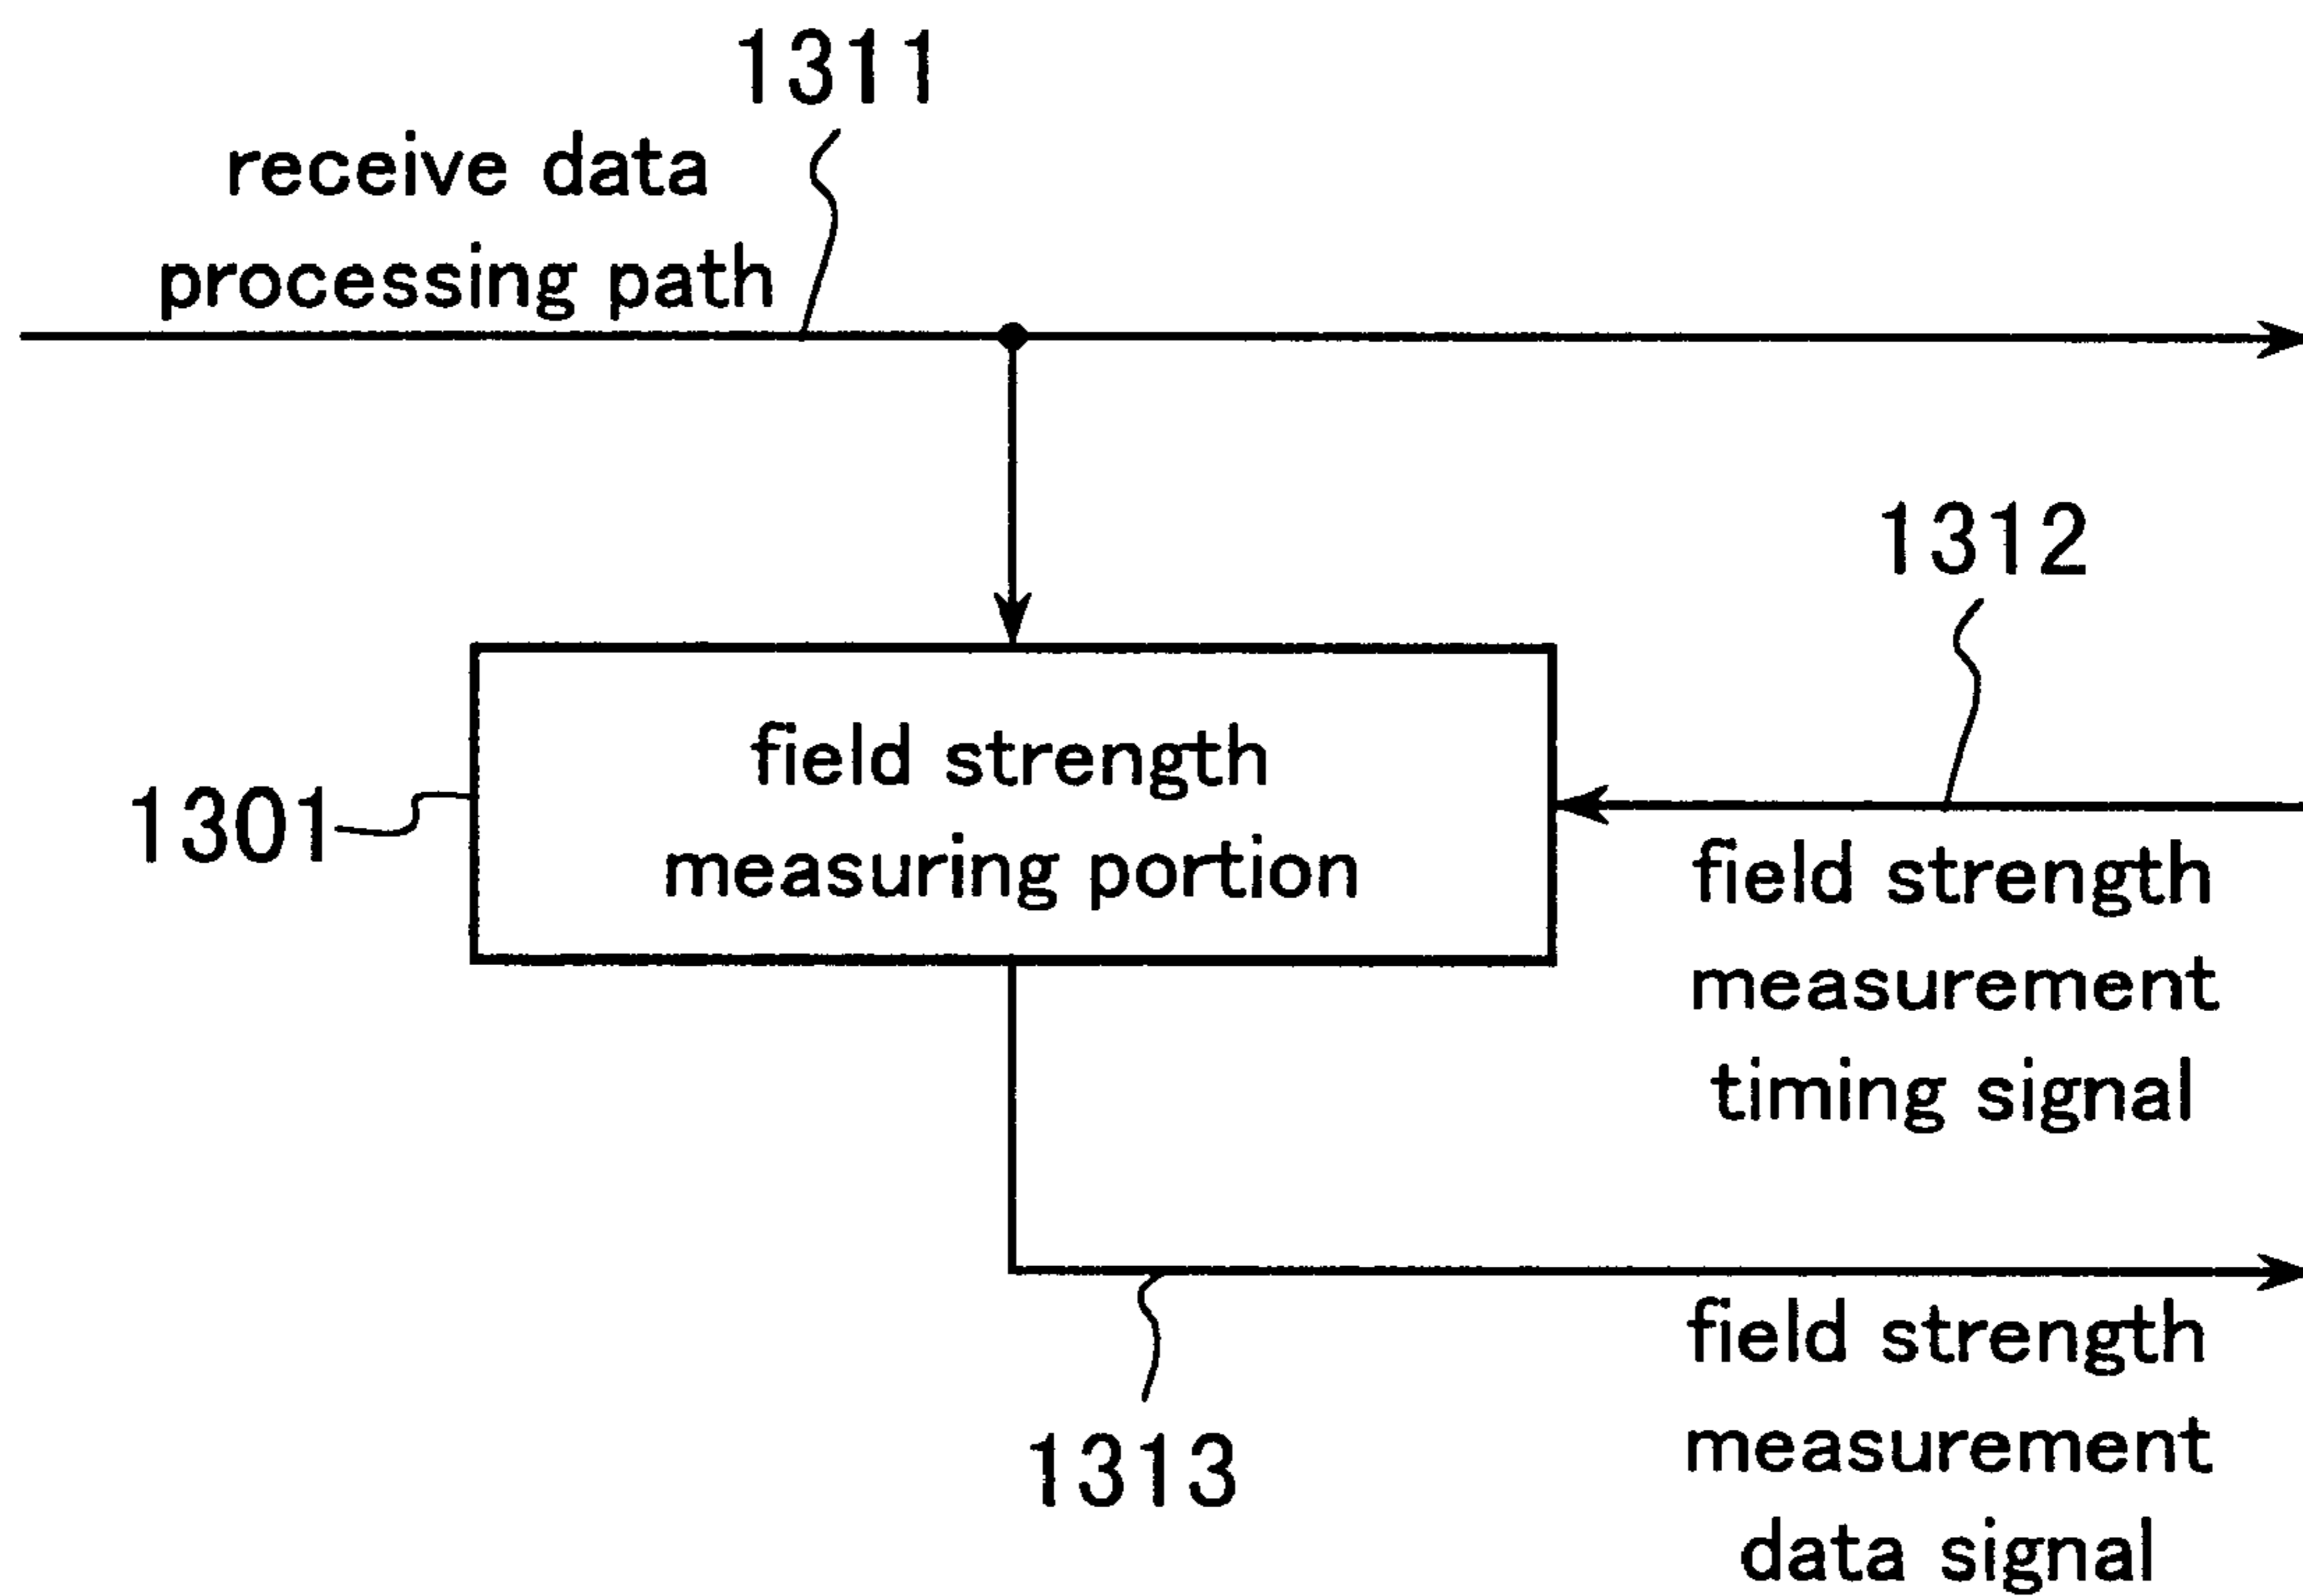 1311
receive data
processing path
1312
field strength
measuring portion
1301
field strength
measurement
timing signal
1313
field strength
measurement
data signal